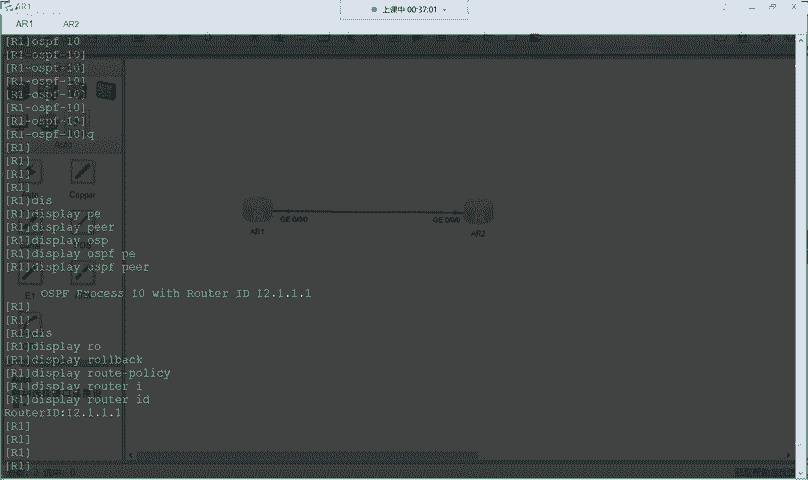 AR1
上课中 00:37:01
AR1 AR2
[R1]ospf 10
[R1-ospf-10]
[R1-ospf-10]
[R1-ospf-10]
[R1-ospf-10]
[R1-ospf-10]
[R1-ospf-10]
[R1-ospf-10]q
[R1]
[R1]
[R1]
[R1]
[R1]dis
[R1]display pe
[R1]display peer
[R1]display osp
[R1]display ospf pe
[R1]display ospf peer
OSPF Process 10 with Router ID 12.1.1.1
[R1]
[R1]
[R1]dis
[R1]display ro
[R1]display rollback
[R1]display route-policy
[R1]display router i
[R1]display router id
RouterID:12.1.1.1
[R1]
[R1]
[R1]
[R1]
Auto
Copper
E1
AR1
GE 0/0/0
GE 0/0/0
AR2